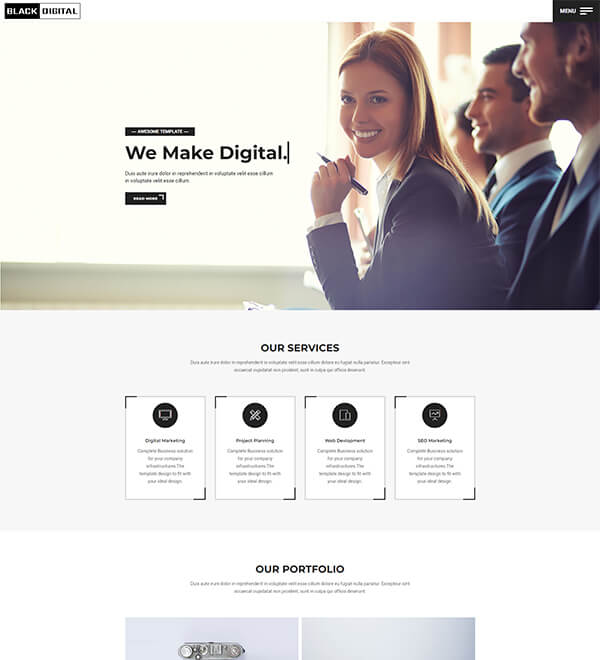 BLACK DIGITAL
MENU
— AWESOME TEMPLATE —
We Make Digital.
Duis aute irure dolor in reprehenderit in voluptate velit esse cillum
in voluptate velit esse cillum.
READ MORE
OUR SERVICES
Duis aute irure dolor in reprehenderit in voluptate velit esse cillum dolore eu fugiat nulla pariatur. Excepteur sint
occaecat cupidatat non proident, sunt in culpa qui officia deserunt.
Digital Marketing
Complete Business solution
for your company
infrastructures.The
template design to fit with
your ideal design.
Project Planning
Complete Business solution
for your company
infrastructures.The
template design to fit with
your ideal design.
Web Devlopment
Complete Business solution
for your company
infrastructures.The
template design to fit with
your ideal design.
SEO Marketing
Complete Business solution
for your company
infrastructures.The
template design to fit with
your ideal design.
OUR PORTFOLIO
Duis aute irure dolor in reprehenderit in voluptate velit esse cillum dolore eu fugiat nulla pariatur. Excepteur sint
occaecat cupidatat non proident, sunt in culpa qui officia deserunt.